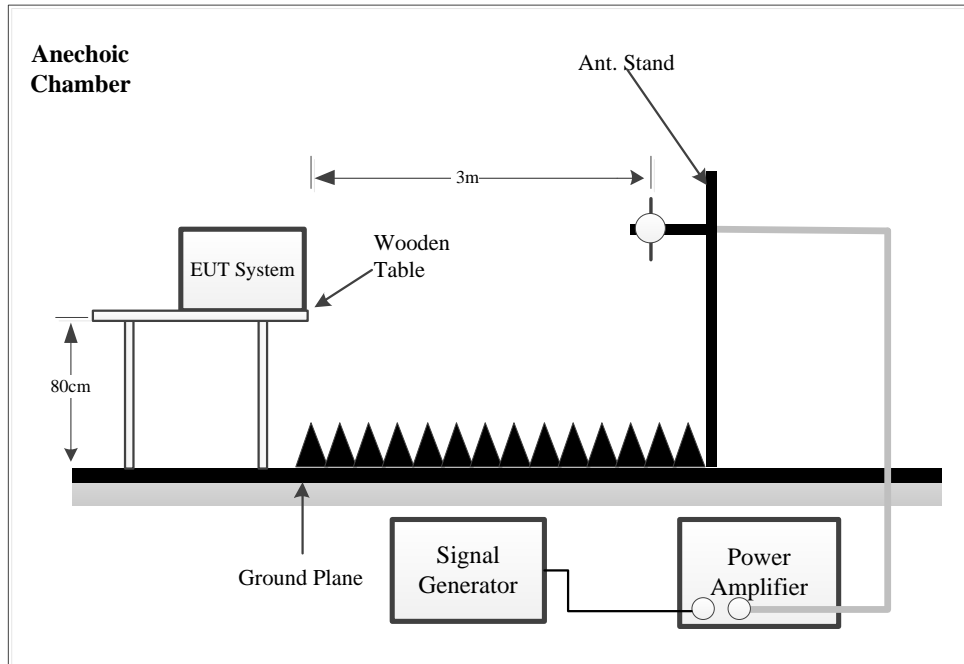 Anechoic
Chamber
Ant. Stand
3m
EUT System
Wooden
Table
80cm
Ground Plane
Signal
Generator
Power
Amplifier